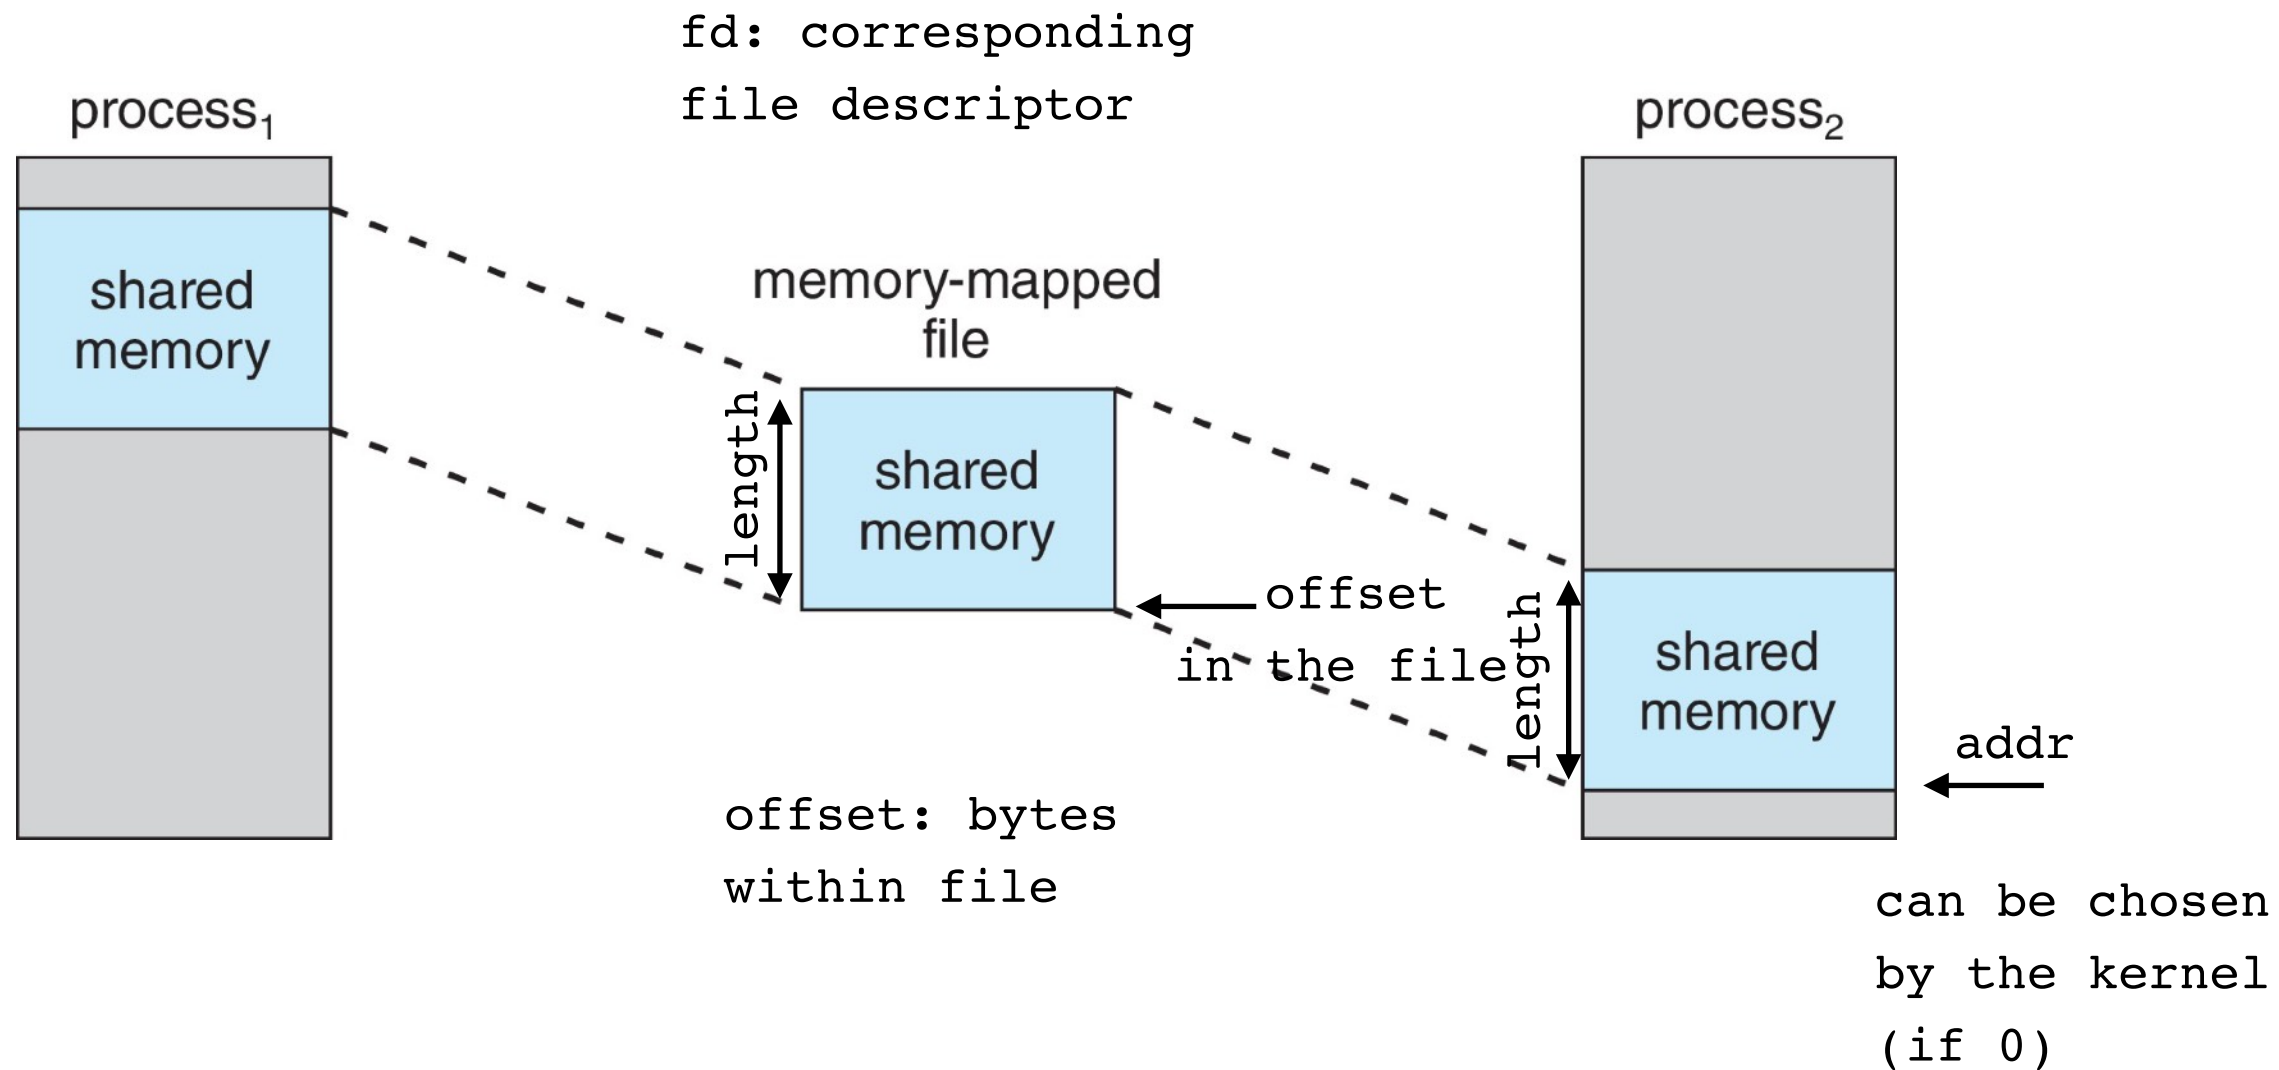 fd: corresponding
file descriptor
process₁
process₂
shared
memory
memory-mapped
file
length
shared
memory
offset
in the file
length
shared
memory
addr
offset: bytes
within file
can be chosen
by the kernel
(if 0)